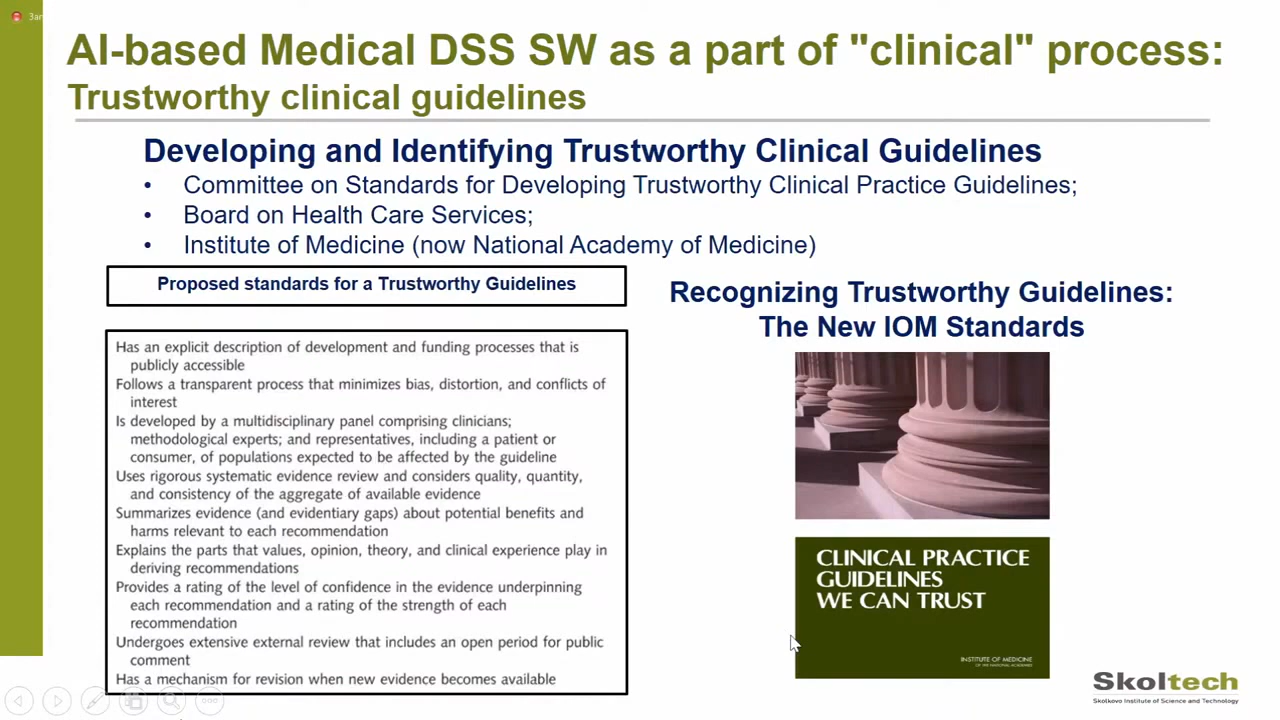 Заг
AI-based Medical DSS SW as a part of "clinical" process:
Trustworthy clinical guidelines
Developing and Identifying Trustworthy Clinical Guidelines
• Committee on Standards for Developing Trustworthy Clinical Practice Guidelines;
• Board on Health Care Services;
• Institute of Medicine (now National Academy of Medicine)
Proposed standards for a Trustworthy Guidelines
Has an explicit description of development and funding processes that is
publicly accessible
Follows a transparent process that minimizes bias, distortion, and conflicts of
interest
Is developed by a multidisciplinary panel comprising clinicians;
methodological experts; and representatives, including a patient or
consumer, of populations expected to be affected by the guideline
Uses rigorous systematic evidence review and considers quality, quantity,
and consistency of the aggregate of available evidence
Summarizes evidence (and evidentiary gaps) about potential benefits and
harms relevant to each recommendation
Explains the parts that values, opinion, theory, and clinical experience play in
deriving recommendations
Provides a rating of the level of confidence in the evidence underpinning
each recommendation and a rating of the strength of each
recommendation
Undergoes extensive external review that includes an open period for public
comment
Has a mechanism for revision when new evidence becomes available
Recognizing Trustworthy Guidelines:
The New IOM Standards
CLINICAL PRACTICE
GUIDELINES
WE CAN TRUST
INSTITUTE OF MEDICINE
OF THE NATIONAL ACADEMIES
Skoltech
Skolkovo Institute of Science and Technology